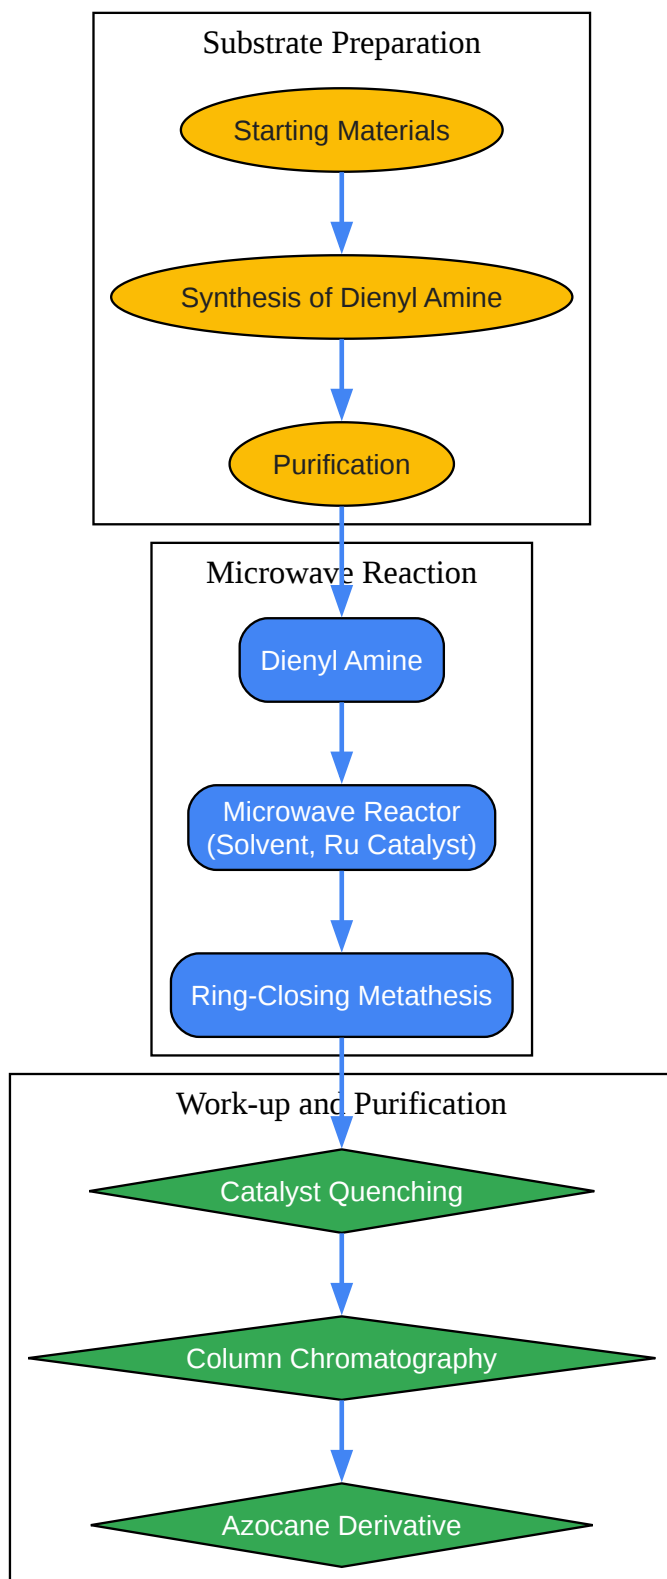 Substrate Preparation
Starting Materials
Synthesis of Dienyl Amine
Purification
Microwave Reaction
Dienyl Amine
Microwave Reactor
(Solvent, Ru Catalyst)
Ring-Closing Metathesis
Work-up and Purification
Catalyst Quenching
Column Chromatography
Azocane Derivative